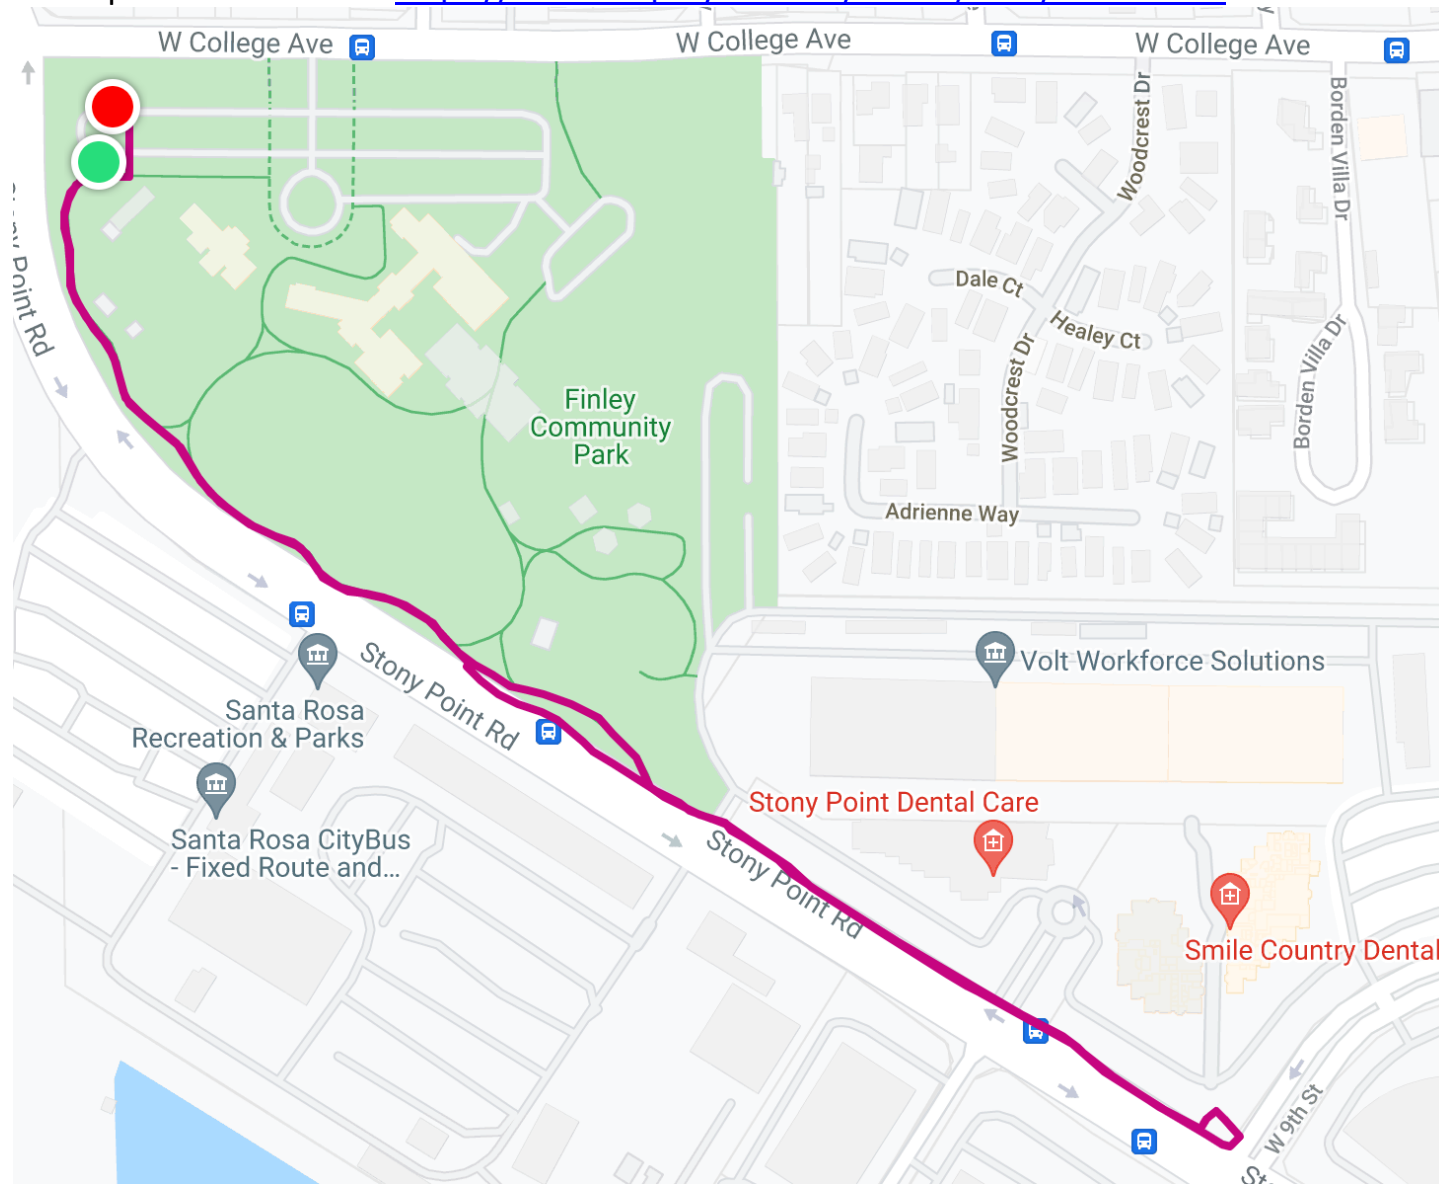 W College Ave
W College Ave
W College Ave
Woodcrest Dr
Borden Villa Dr
Point Rd
Dale Ct
Healey Ct
Woodcrest Dr
Borden Villa Dr
Finley
Community
Park
Adrienne Way
Stony Point Rd
Volt Workforce Solutions
Santa Rosa
Recreation & Parks
Stony Point Dental Care
Santa Rosa CityBus
- Fixed Route and...
Stony Point Rd
Smile Country Dental
W 9th St